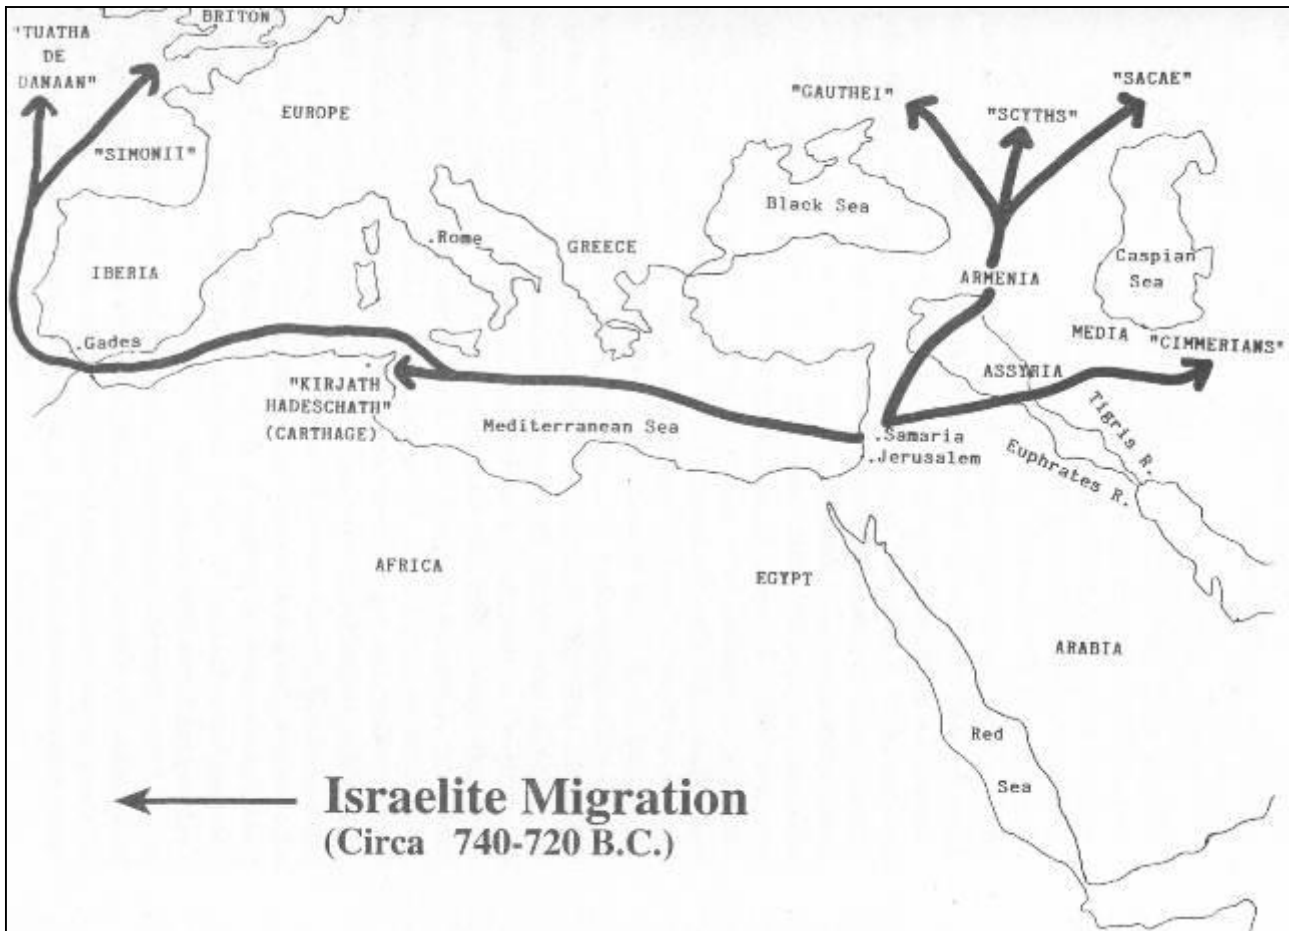 BRITON
"TUATHA
DE
DANAAN"
"SIMONII"
EUROPE
"GAUTHEI"
"SCYTHS"
"SACAE"
Black Sea
.Rome
GREECE
IBERIA
ARMENIA
Caspian
Sea
MEDIA
"CIMMERIANS"
.Gades
ASSYRIA
"KIRJATH
HADESCHATH"
(CARTHAGE)
Mediterranean Sea
.Samaria
.Jerusalem
Tigris R.
Euphrates R.
AFRICA
EGYPT
ARABIA
Red
Sea
Israelite Migration
(Circa 740-720 B.C.)